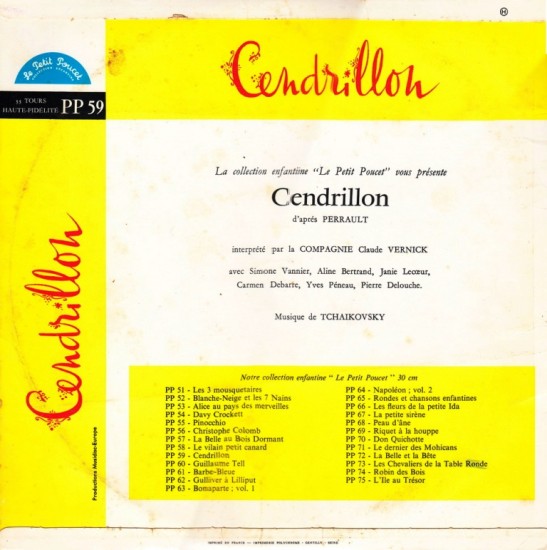 H
Le Petit Poucet
33 TOURS
HAUTE-FIDÉLITÉ
PP 59
Cendrillon
La collection enfantiine "Le Petit Poucet" vous présente
Cendrillon
d'aprés PERRAULT
interprété par la COMPAGNIE Claude VERNICK
avec Simone Vannier, Aline Bertrand, Janie Lecœur,
Carmen Debarre, Yves Péneau, Pierre Delouche.
Musique de TCHAIKOVSKY
Cendrillon
Productions Mondiac-Europe
Notre collection enfantine " Le Petit Poucet " 30 cm
PP 51 - Les 3 mousquetaires
PP 52 - Blanche-Neige et les 7 Nains
PP 53 - Alice au pays des merveilles
PP 54 - Davy Crockett
PP 55 - Pinocchio
PP 56 - Christophe Colomb
PP 57 - La Belle au Bois Dormant
PP 58 - Le vilain petit canard
PP 59 - Cendrillon
PP 60 - Guillaume Tell
PP 61 - Barbe-Bleue
PP 62 - Gulliver à Lilliput
PP 63 - Bonaparte ; vol. 1
PP 64 - Napoléon ; vol. 2
PP 65 - Rondes et chansons enfantines
PP 66 - Les fleurs de la petite Ida
PP 67 - La petite sirène
PP 68 - Peau d'âne
PP 69 - Riquet à la houppe
PP 70 - Don Quichotte
PP 71 - Le dernier des Mohicans
PP 72 - La Belle et la Bête
PP 73 - Les Chevaliers de la Table Ronde
PP 74 - Robin des Bois
PP 75 - L'Ile au Trésor
IMPRIMÉ EN FRANCE